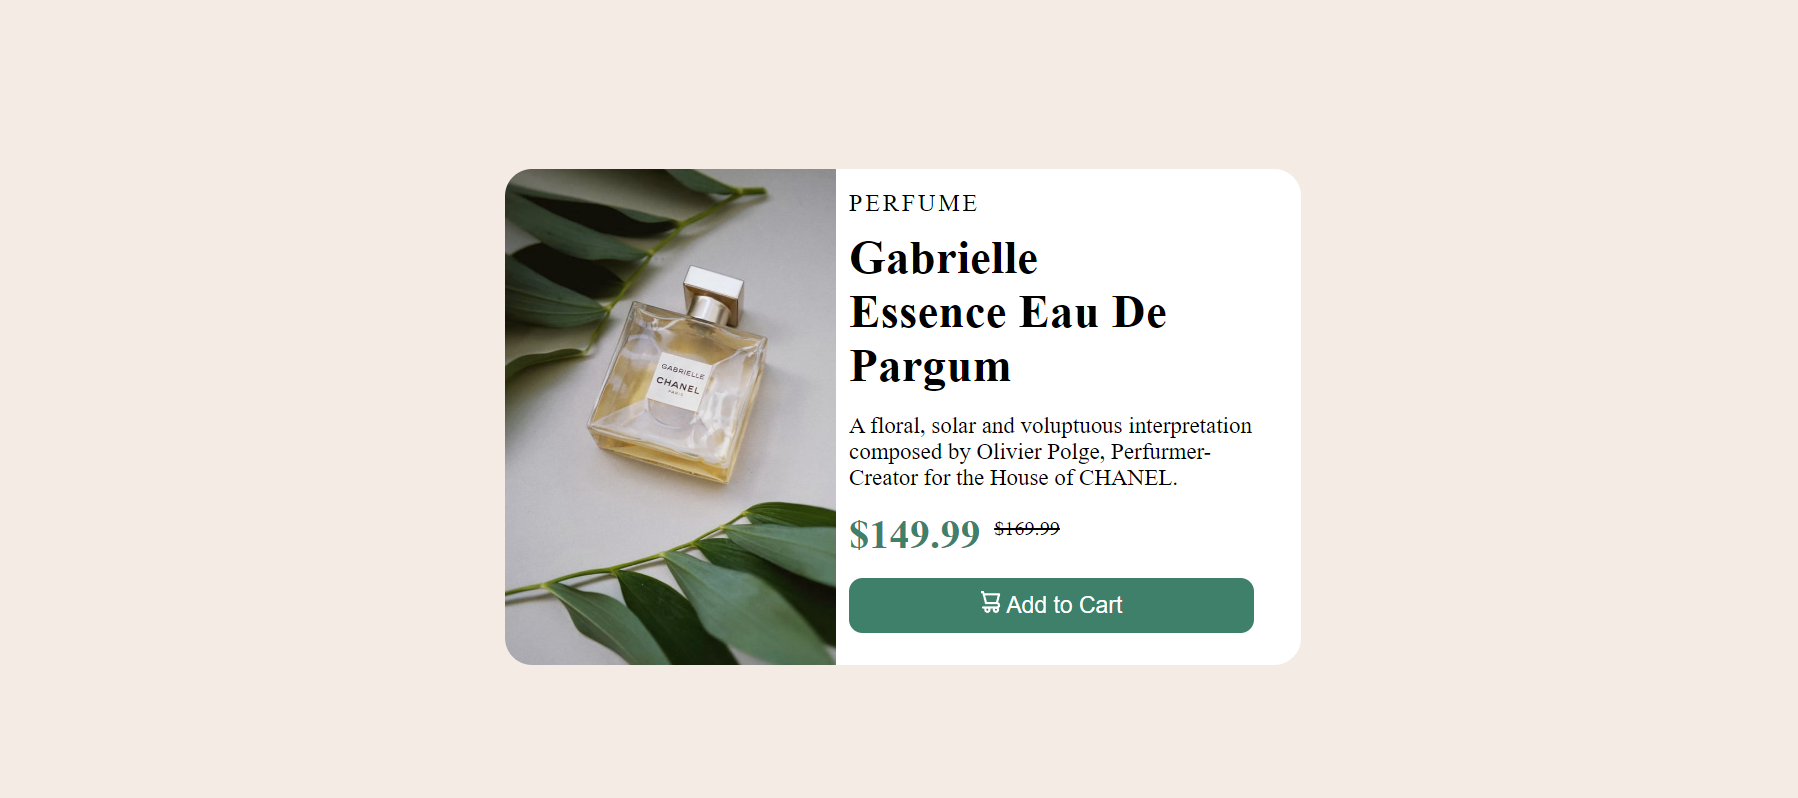 GABRIELLE
CHANEL
PARIS
PERFUME
Gabrielle
Essence Eau De
Pargum
A floral, solar and voluptuous interpretation
composed by Olivier Polge, Perfurmer-
Creator for the House of CHANEL.
$149.99 $169.99
Add to Cart